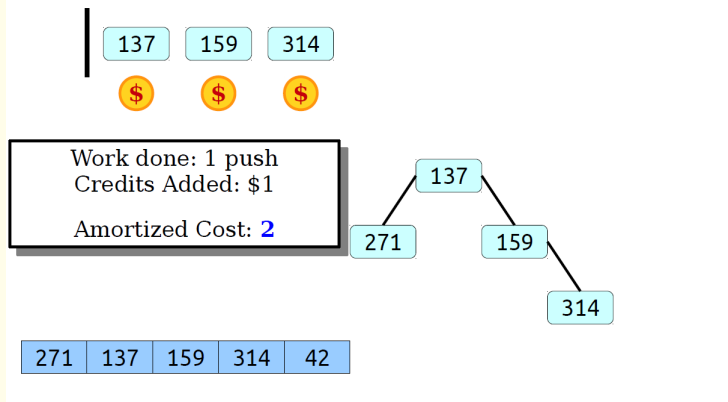 137 159 314
$ $ $
Work done: 1 push
Credits Added: $1
Amortized Cost: 2
137
271 159
314
271 137 159 314 42